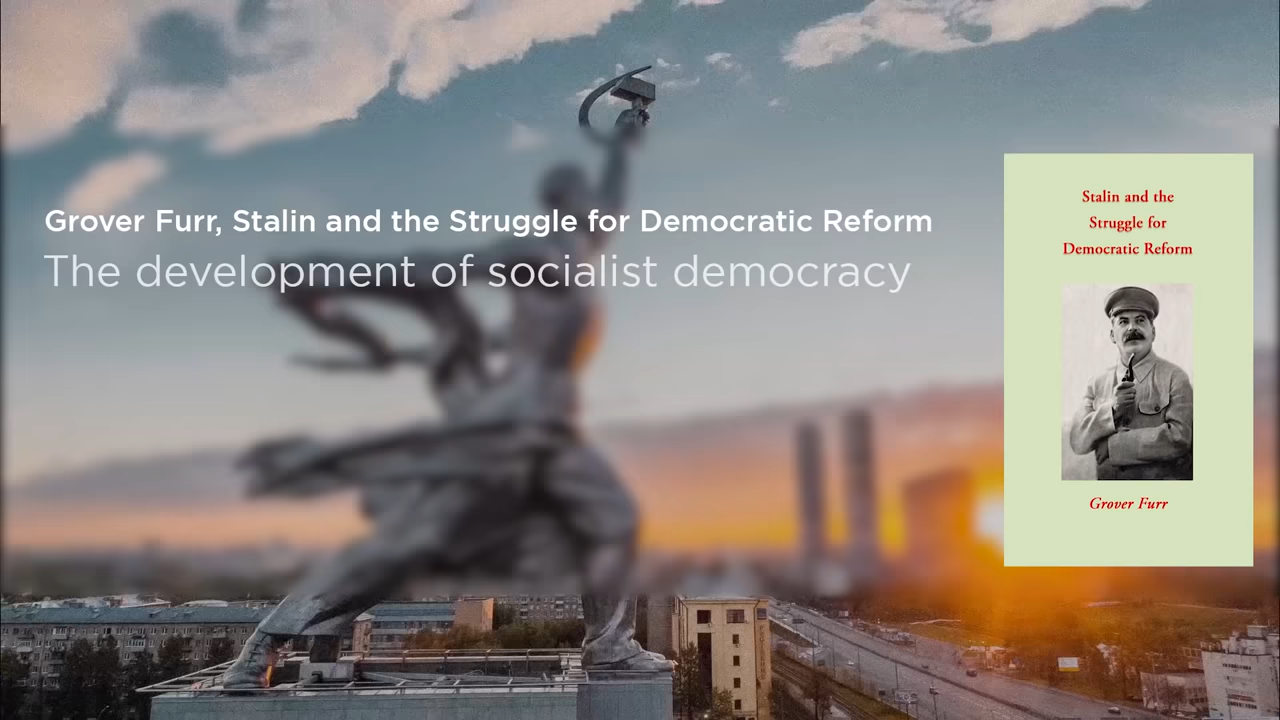 Grover Furr, Stalin and the Struggle for Democratic Reform
The development of socialist democracy
Stalin and the
Struggle for
Democratic Reform
Grover Furr